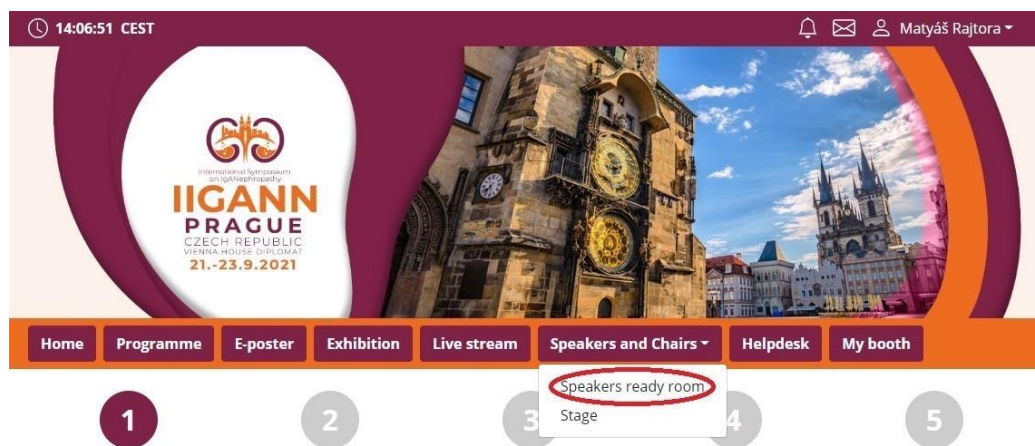 14:06:51 CEST
Matyáš Rajtora
International Symposium
on IgANephropathy
IIGANN
PRAGUE
CZECH REPUBLIC
VIENNA HOUSE DIPLOMAT
21.-23.9.2021
Home Programme E-poster Exhibition Live stream Speakers and Chairs Helpdesk My booth
Speakers ready room
Stage
1 2 3 4 5